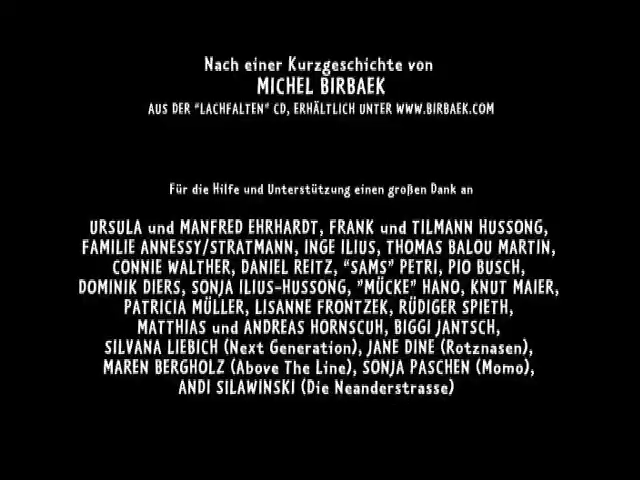 Nach einer Kurzgeschichte von
MICHEL BIRBAEK
AUS DER "LACHFALTEN" CD, ERHÄLTLICH UNTER WWW.BIRBAEK.COM
Für die Hilfe und Unterstützung einen großen Dank an
URSULA und MANFRED EHRHARDT, FRANK und TILMANN HUSSONG,
FAMILIE ANNESSY/STRATMANN, INGE ILIUS, THOMAS BALOU MARTIN,
CONNIE WALTHER, DANIEL REITZ, "SAMS" PETRI, PIO BUSCH,
DOMINIK DIERS, SONJA ILIUS-HUSSONG, "MÜCKE" HANO, KNUT MAIER,
PATRICIA MÜLLER, LISANNE FRONTZEK, RÜDIGER SPIETH,
MATTHIAS und ANDREAS HORNSCUH, BIGGI JANTSCH,
SILVANA LIEBICH (Next Generation), JANE DINE (Rotznasen),
MAREN BERGHOLZ (Above The Line), SONJA PASCHEN (Momo),
ANDI SILAWINSKI (Die Neanderstrasse)